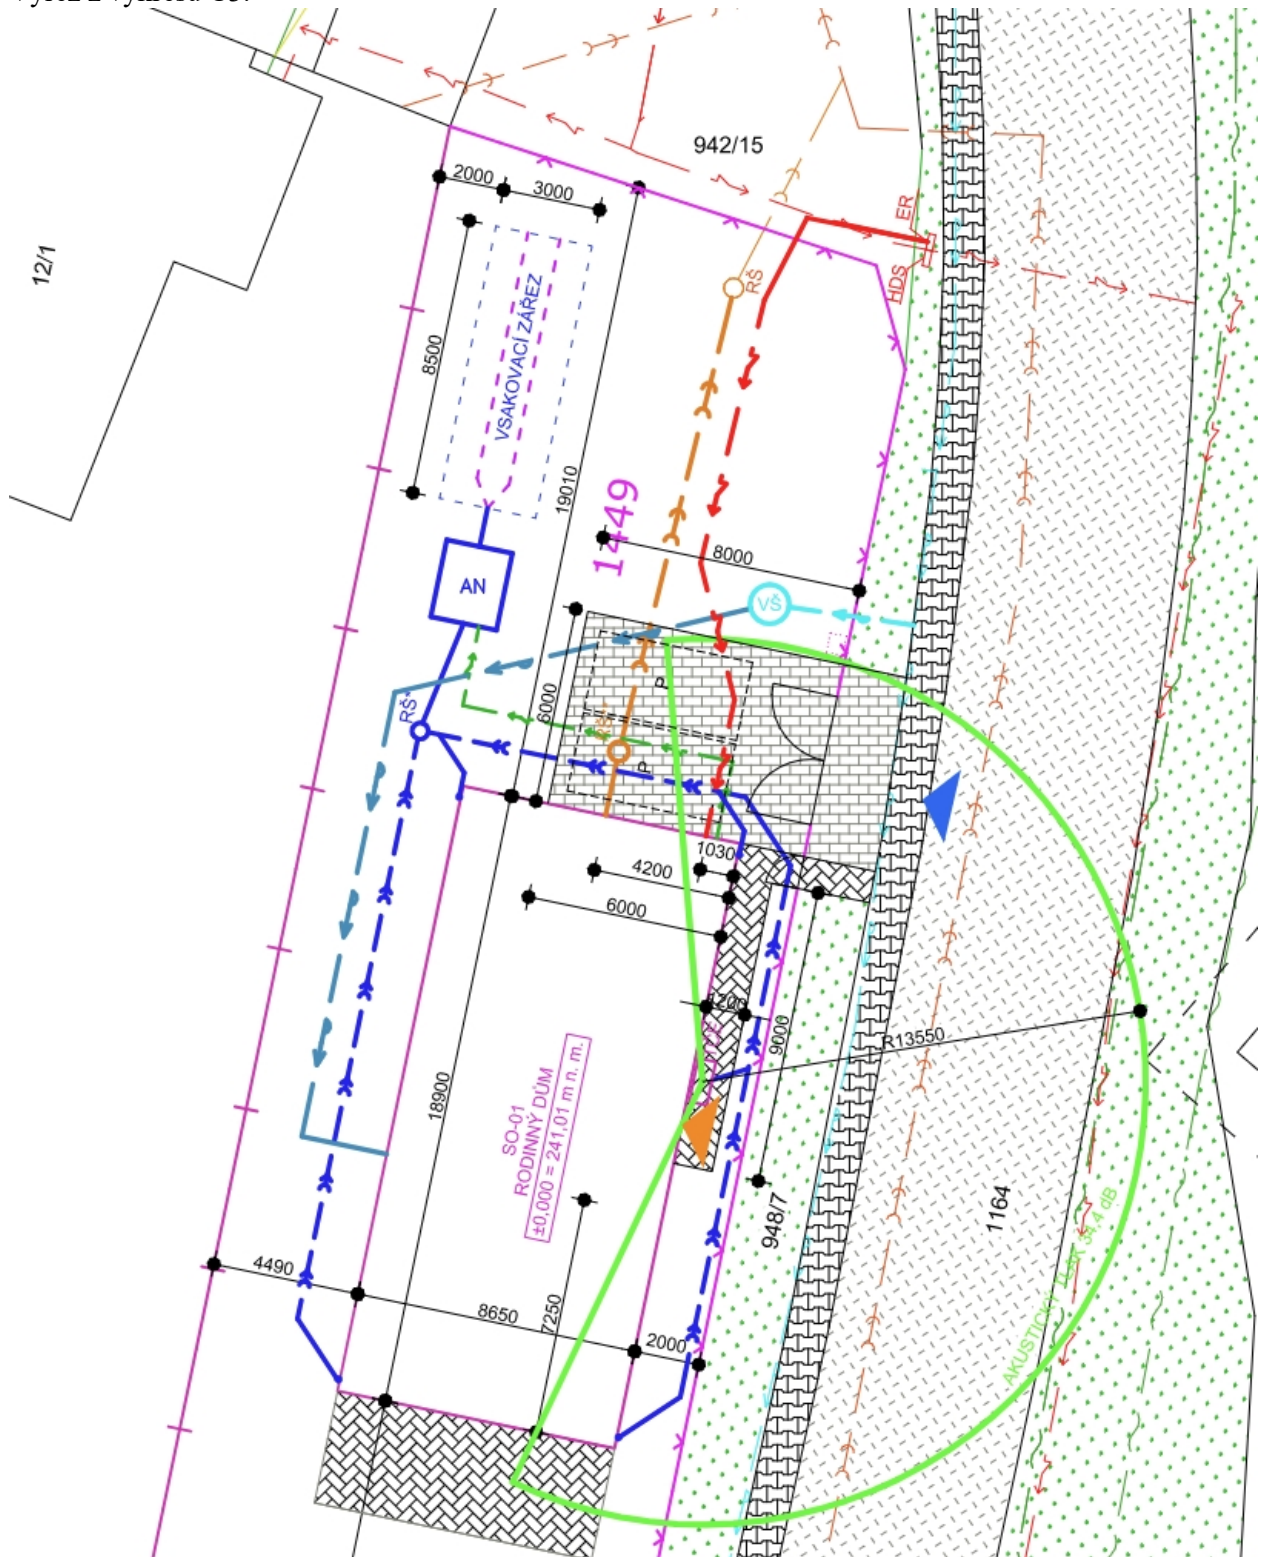 942/15
2000
3000
ER
12/1
RŠ
HDS
VSAKOVACÍ ZÁŘEZ
8500
19010
1449
8000
AN
VŠ
P
6000
RŠ
RŠ
P
1030
4200
6000
1200
9000
R13550
18900
SO-01
RODINNÝ DŮM
±0,000 = 241,01 m n. m.
948/7
1164
AKUSTICKÝ TLAK 34,4 dB
4490
8650
7250
2000